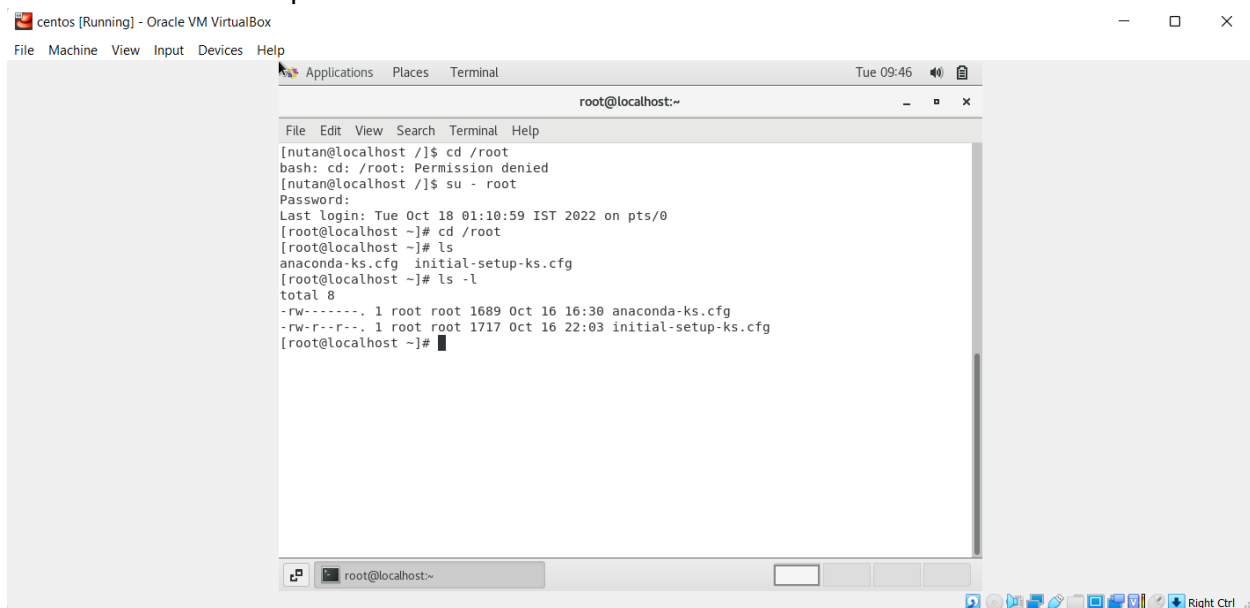 centos [Running] - Oracle VM VirtualBox
File Machine View Input Devices Help
Applications Places Terminal Tue 09:46
root@localhost:~
File Edit View Search Terminal Help
[nutan@localhost /]$ cd /root
bash: cd: /root: Permission denied
[nutan@localhost /]$ su - root
Password:
Last login: Tue Oct 18 01:10:59 IST 2022 on pts/0
[root@localhost ~]# cd /root
[root@localhost ~]# ls
anaconda-ks.cfg  initial-setup-ks.cfg
[root@localhost ~]# ls -l
total 8
-rw-------. 1 root root 1689 Oct 16 16:30 anaconda-ks.cfg
-rw-r--r--. 1 root root 1717 Oct 16 22:03 initial-setup-ks.cfg
[root@localhost ~]#
root@localhost:~
Right Ctrl